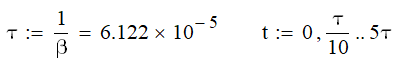 τ := 1/β = 6.122 × 10⁻⁵    t := 0 , τ/10 .. 5τ